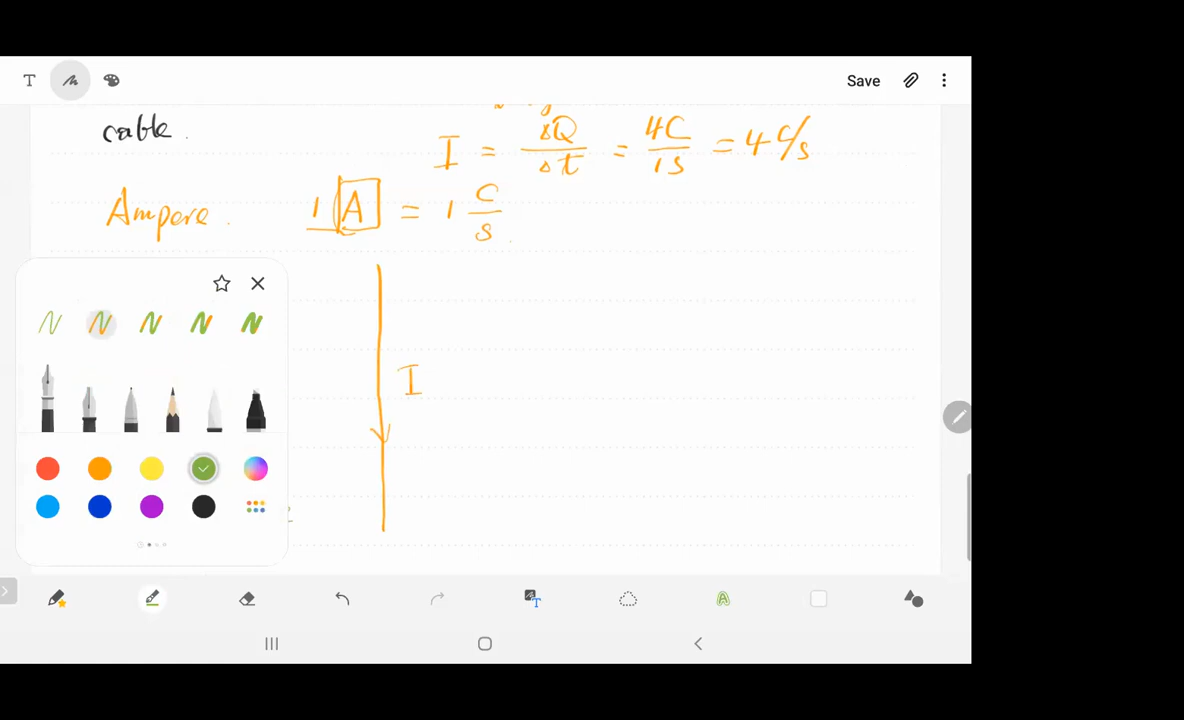 T Save
cable.
I = ΔQ/Δt = 4C/1S = 4 C/s
Ampere. 1 A = 1 C/s
I